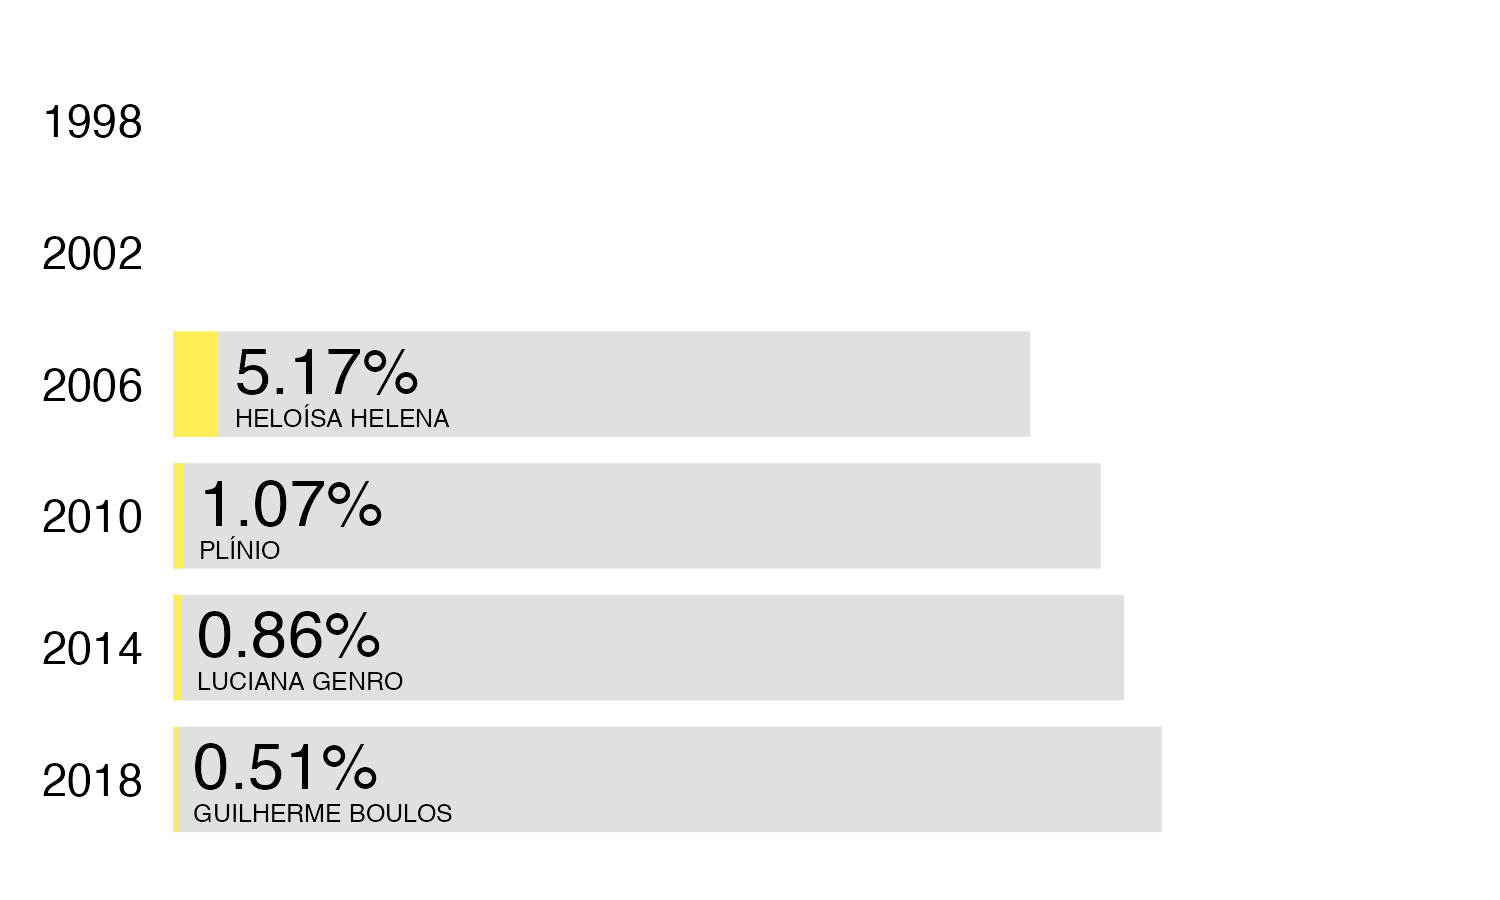 1998
2002
2006
5.17%
HELOÍSA HELENA
2010
1.07%
PLÍNIO
2014
0.86%
LUCIANA GENRO
2018
0.51%
GUILHERME BOULOS